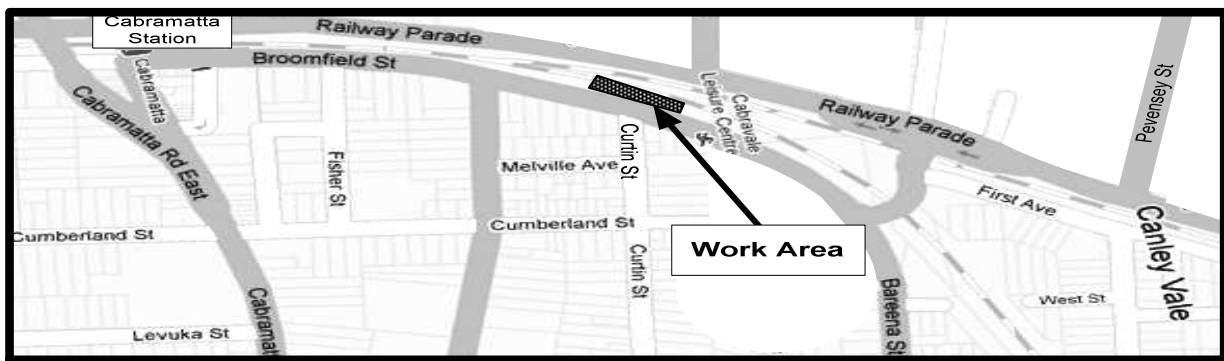 Cabramatta
Station
Railway Parade
Broomfield St
Cabramatta
Cabramatta Rd East
Fisher St
Melville Ave
Curtin St
Cabravale
Leisure Centre
Railway Parade
Pevensey St
First Ave
Cumberland St
Cumberland St
Curtin St
Work Area
Bareena St
West St
Canley Vale
Levuka St
Cabramatt